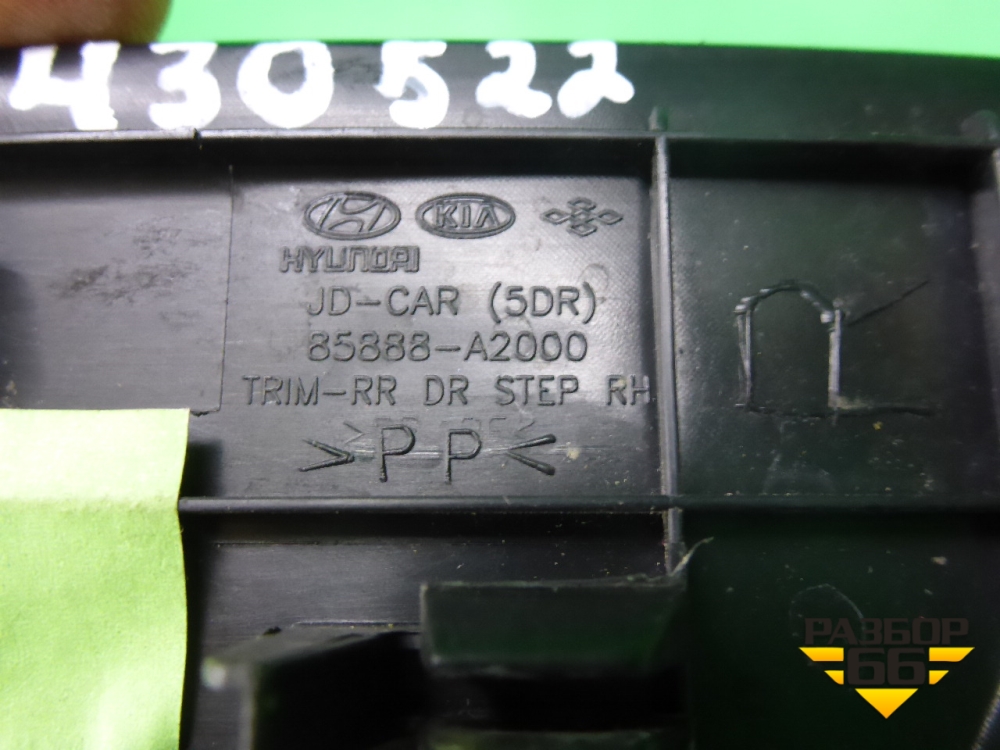 430522
KIA
HYUNDAI
JD-CAR (5DR)
85888-A2000
TRIM-RR DR STEP RH
>PP<
П
РАЗБОР
66